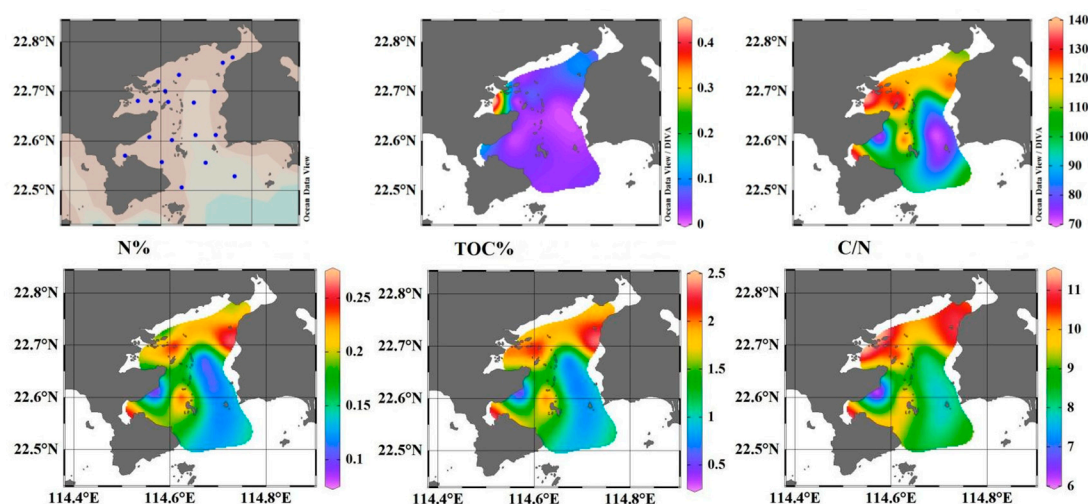 22.8°N
22.7°N
22.6°N
22.5°N
Ocean Data View
22.8°N
22.7°N
22.6°N
22.5°N
Ocean Data View / DIVA
0.4
0.3
0.2
0.1
0
22.8°N
22.7°N
22.6°N
22.5°N
Ocean Data View / DIVA
140
130
120
110
100
90
80
70
N%
22.8°N
22.7°N
22.6°N
22.5°N
114.4°E 114.6°E 114.8°E
0.25
0.2
0.15
0.1
TOC%
22.8°N
22.7°N
22.6°N
22.5°N
114.4°E 114.6°E 114.8°E
2.5
2
1.5
1
0.5
C/N
22.8°N
22.7°N
22.6°N
22.5°N
114.4°E 114.6°E 114.8°E
11
10
9
8
7
6